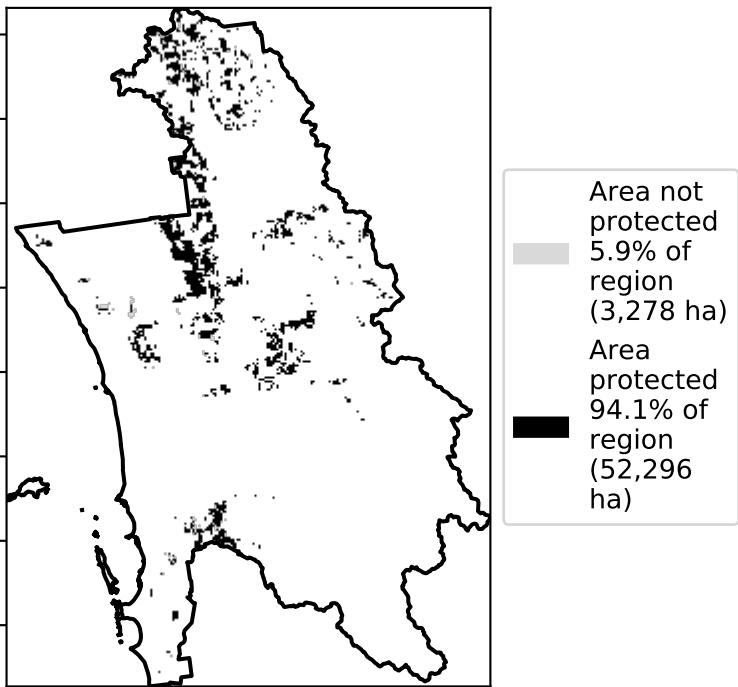 Area not
protected
5.9% of
region
(3,278 ha)
Area
protected
94.1% of
region
(52,296
ha)